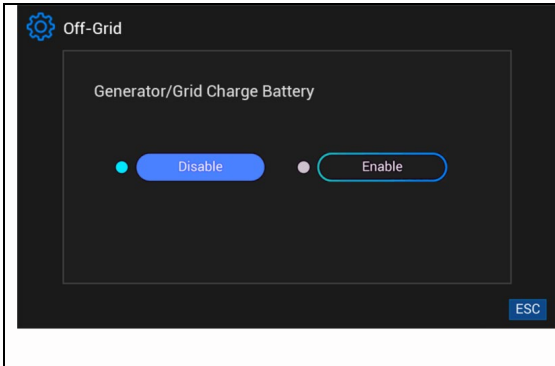 Off-Grid
Generator/Grid Charge Battery
Disable
Enable
ESC